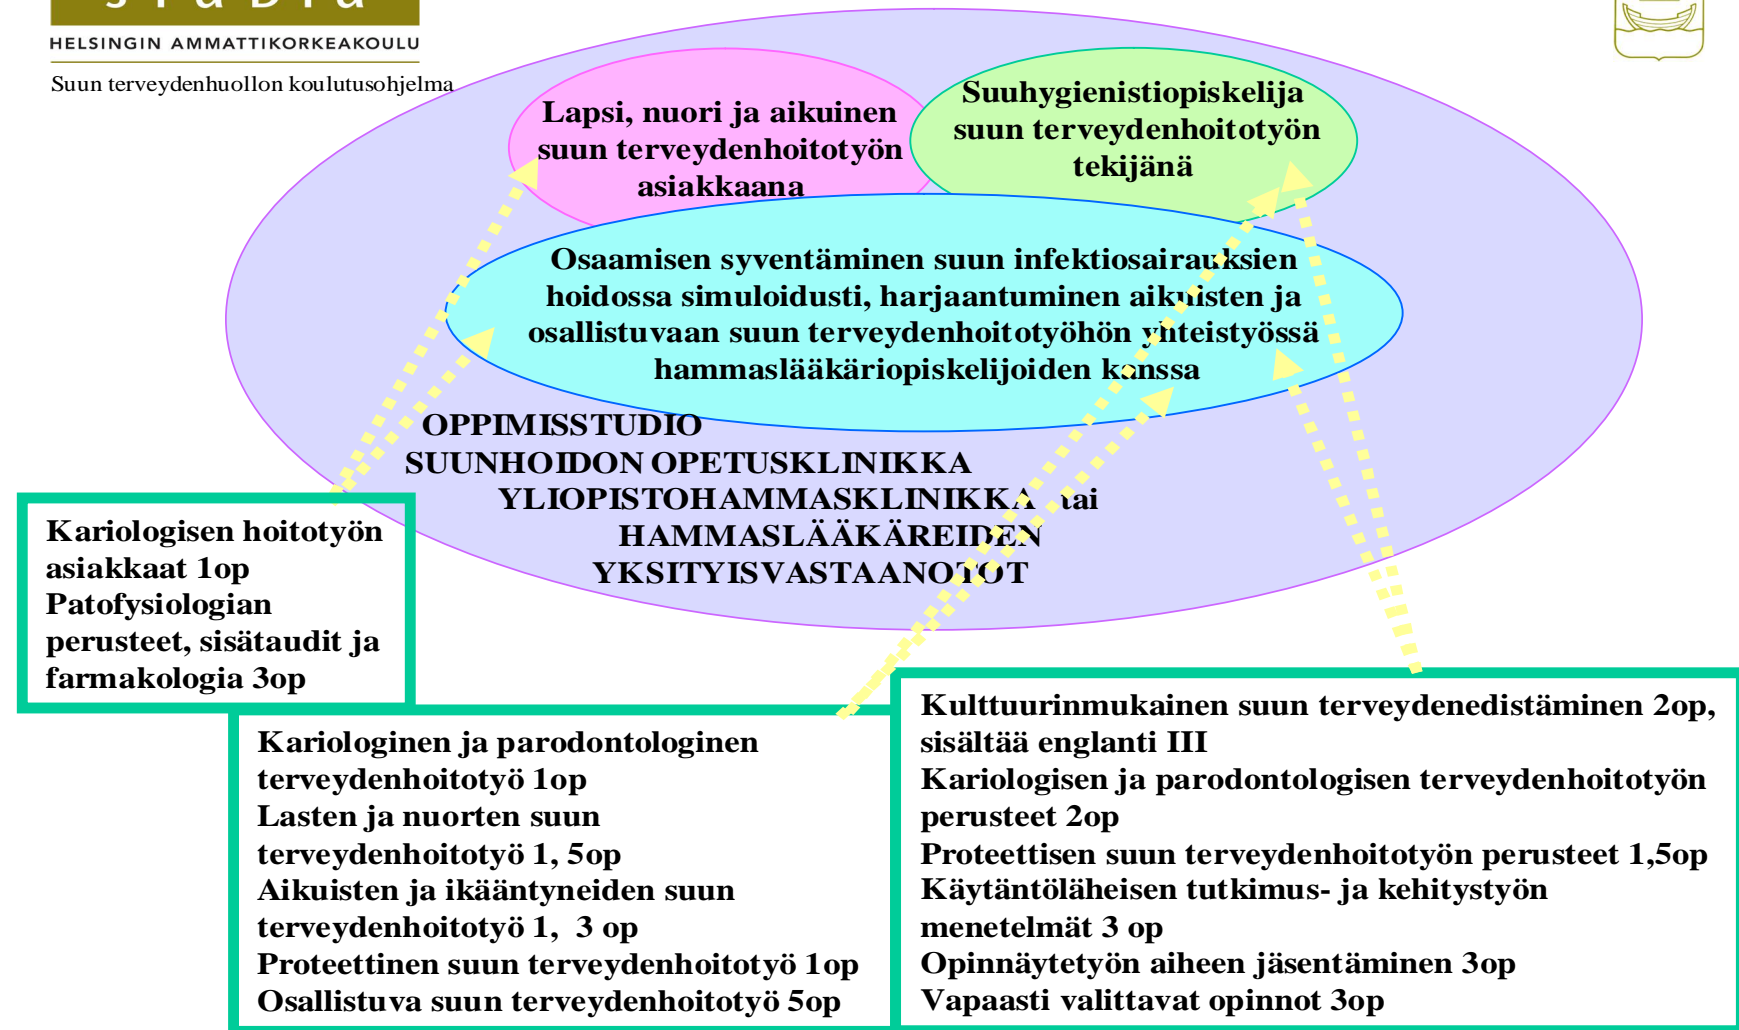 stadia
HELSINGIN AMMATTIKORKEAKOULU
Suun terveydenhuollon koulutusohjelma
Lapsi, nuori ja aikuinen
suun terveydenhoitotyön
asiakkaana
Suuhygienistiopiskelija
suun terveydenhoitotyön
tekijänä
Osaamisen syventäminen suun infektiosairauksien
hoidossa simuloidusti, harjaantuminen aikuisten ja
osallistuvaan suun terveydenhoitotyöhön yhteistyössä
hammaslääkäriopiskelijoiden kanssa
OPPIMISSTUDIO
SUUNHOIDON OPETUSKLINIKKA
YLIOPISTOHAMMASKLINIKKA tai
HAMMASLÄÄKÄREIDEN
YKSITYISVASTAANOTOT
Kariologisen hoitotyön
asiakkaat 1op
Patofysiologian
perusteet, sisätaudit ja
farmakologia 3op
Kariologinen ja parodontologinen
terveydenhoitotyö 1op
Lasten ja nuorten suun
terveydenhoitotyö 1, 5op
Aikuisten ja ikääntyneiden suun
terveydenhoitotyö 1, 3 op
Proteettinen suun terveydenhoitotyö 1op
Osallistuva suun terveydenhoitotyö 5op
Kulttuurinmukainen suun terveydenedistäminen 2op,
sisältää englanti III
Kariologisen ja parodontologisen terveydenhoitotyön
perusteet 2op
Proteettisen suun terveydenhoitotyön perusteet 1,5op
Käytäntöläheisen tutkimus- ja kehitystyön
menetelmät 3 op
Opinnäytetyön aiheen jäsentäminen 3op
Vapaasti valittavat opinnot 3op